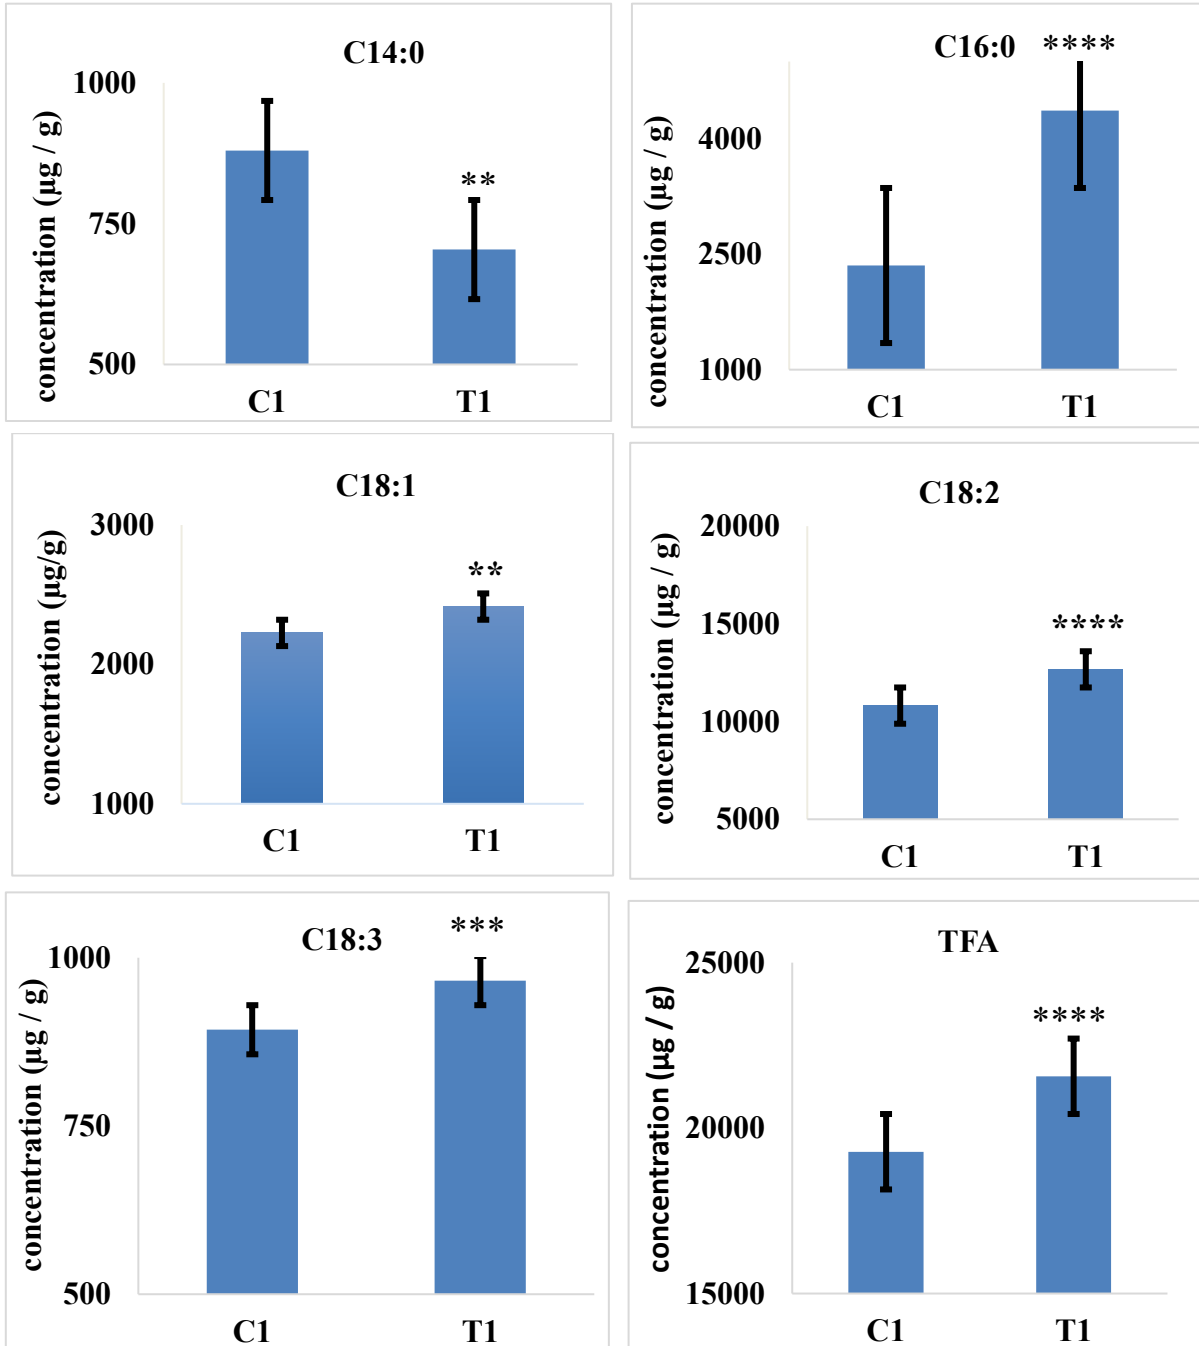 C14:0
concentration (µg / g)
1000
750
500
**
C1
T1
C16:0
****
concentration (µg / g)
4000
2500
1000
C1
T1
C18:1
concentration (µg/g)
3000
2000
1000
**
C1
T1
C18:2
concentration (µg / g)
20000
15000
10000
5000
****
C1
T1
C18:3
***
concentration (µg / g)
1000
750
500
C1
T1
TFA
concentration (µg / g)
25000
20000
15000
****
C1
T1